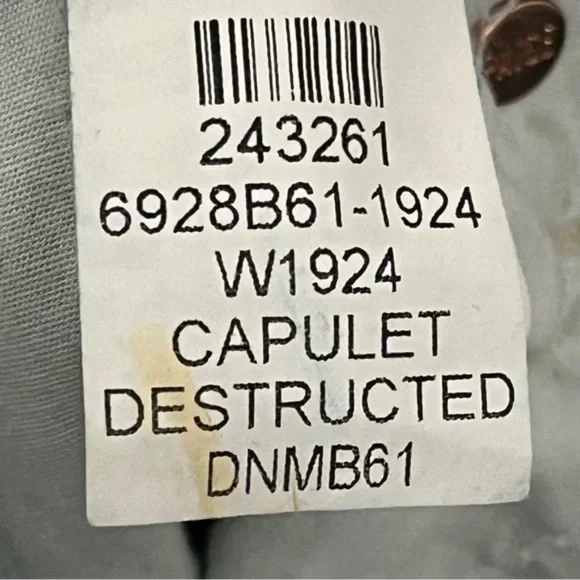 243261
6928B61-1924
W1924
CAPULET
DESTRUCTED
DNMB61